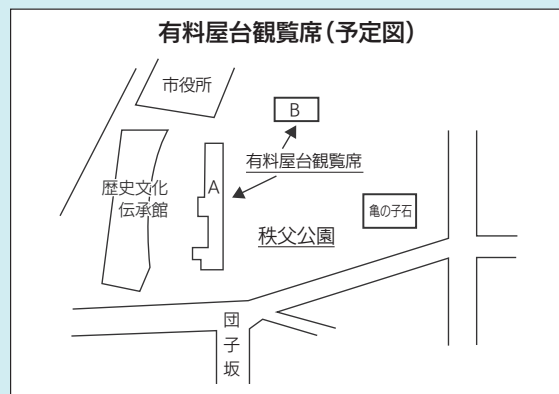 有料屋台観覧席（予定図）
市役所
B
有料屋台観覧席
A
歴史文化
伝承館
亀の子石
秩父公園
団子坂